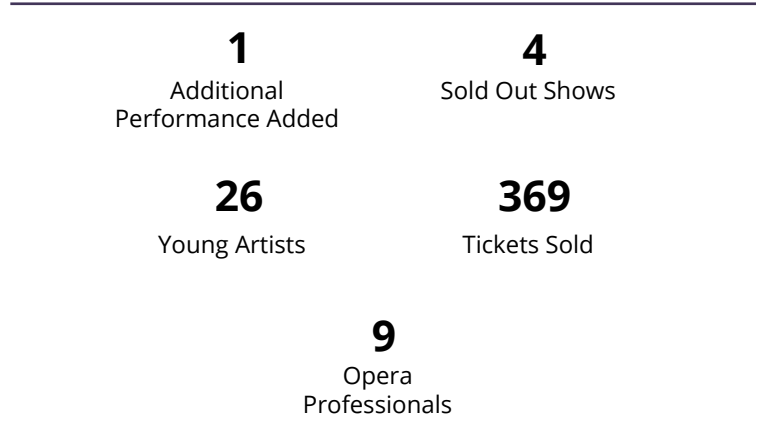 1
Additional
Performance Added
4
Sold Out Shows
26
Young Artists
369
Tickets Sold
9
Opera
Professionals